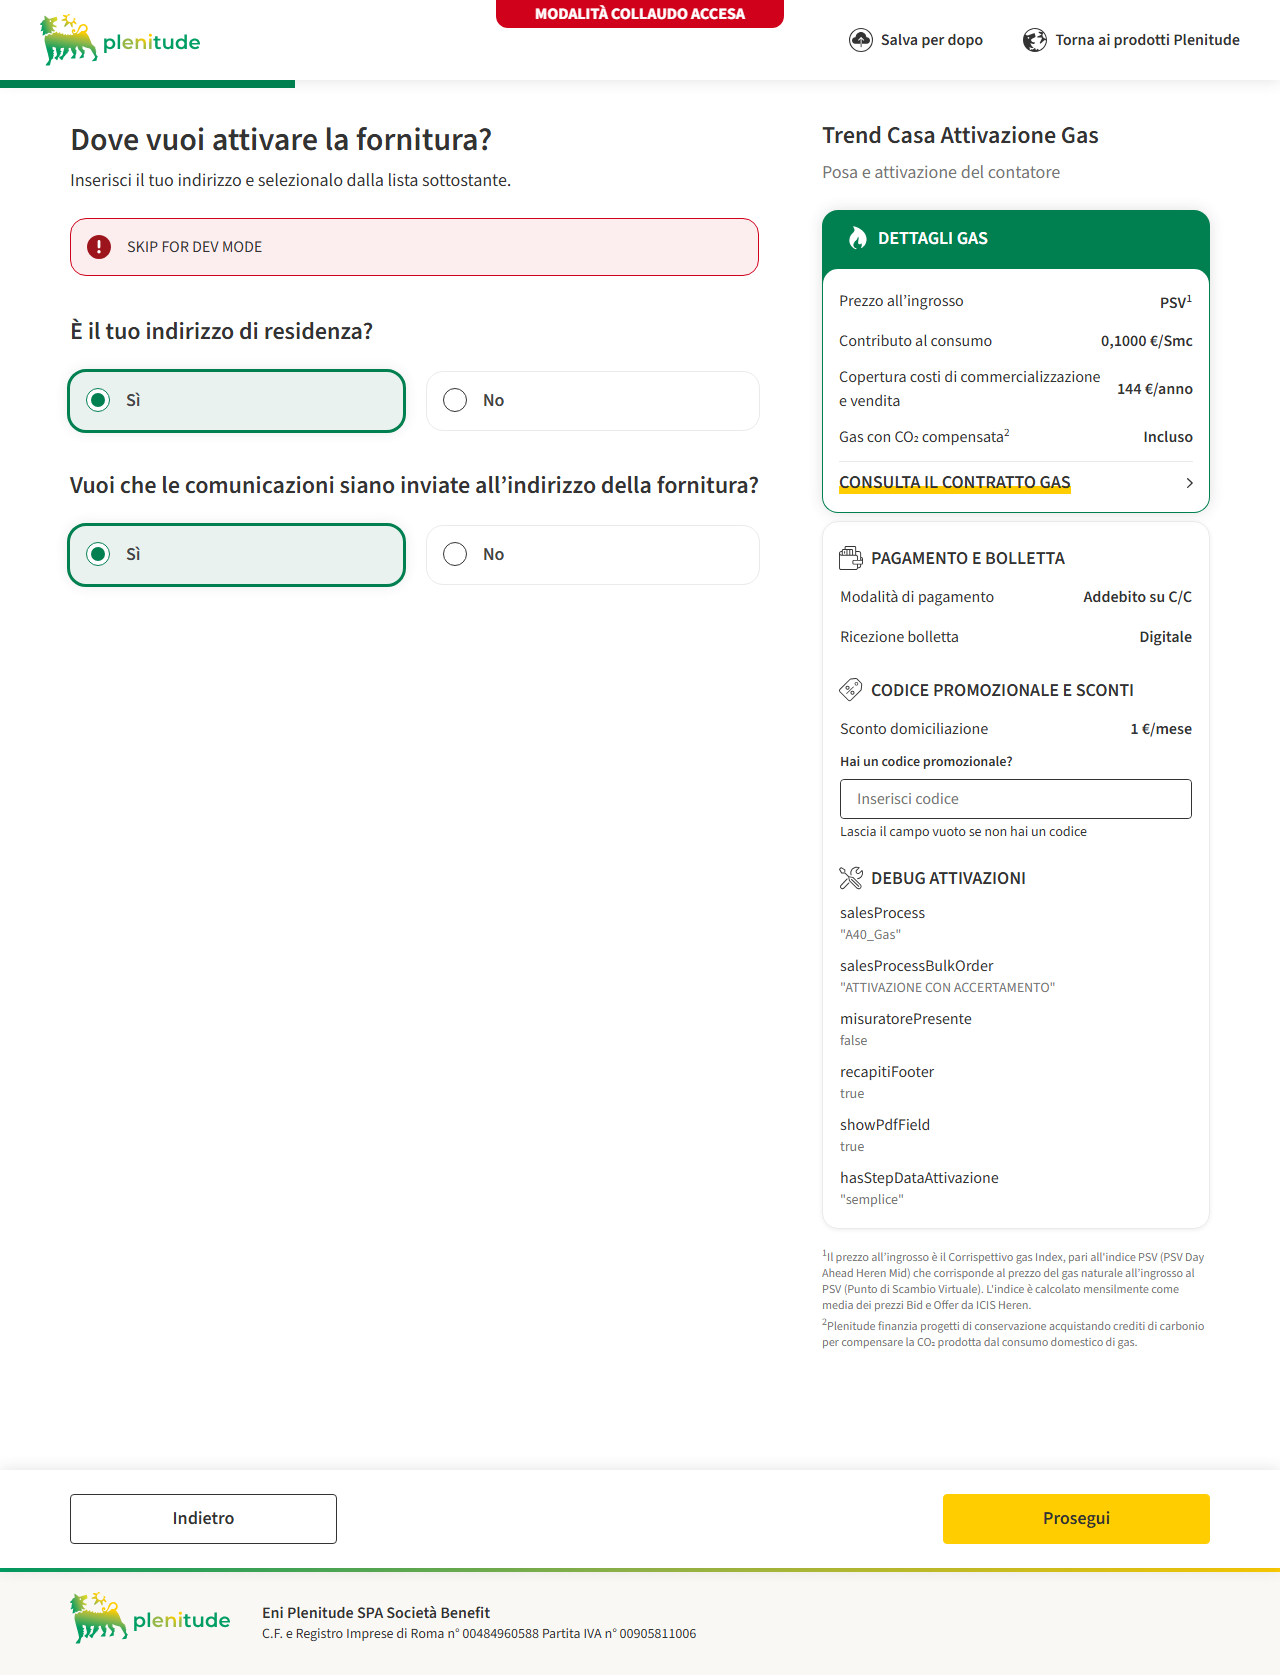 MODALITÀ COLLAUDO ACCESA
plenitude
Salva per dopo
Torna ai prodotti Plenitude
Dove vuoi attivare la fornitura?
Inserisci il tuo indirizzo e selezionalo dalla lista sottostante.
SKIP FOR DEV MODE
È il tuo indirizzo di residenza?
Sì
No
Vuoi che le comunicazioni siano inviate all’indirizzo della fornitura?
Sì
No
Trend Casa Attivazione Gas
Posa e attivazione del contatore
DETTAGLI GAS
Prezzo all’ingrosso PSV¹
Contributo al consumo 0,1000 €/Smc
Copertura costi di commercializzazione
e vendita 144 €/anno
Gas con CO₂ compensata² Incluso
CONSULTA IL CONTRATTO GAS
PAGAMENTO E BOLLETTA
Modalità di pagamento Addebito su C/C
Ricezione bolletta Digitale
CODICE PROMOZIONALE E SCONTI
Sconto domiciliazione 1 €/mese
Hai un codice promozionale?
Inserisci codice
Lascia il campo vuoto se non hai un codice
DEBUG ATTIVAZIONI
salesProcess
"A40_Gas"
salesProcessBulkOrder
"ATTIVAZIONE CON ACCERTAMENTO"
misuratorePresente
false
recapitiFooter
true
showPdfField
true
hasStepDataAttivazione
"semplice"
¹Il prezzo all’ingrosso è il Corrispettivo gas Index, pari all'indice PSV (PSV Day
Ahead Heren Mid) che corrisponde al prezzo del gas naturale all’ingrosso al
PSV (Punto di Scambio Virtuale). L'indice è calcolato mensilmente come
media dei prezzi Bid e Offer da ICIS Heren.
²Plenitude finanzia progetti di conservazione acquistando crediti di carbonio
per compensare la CO₂ prodotta dal consumo domestico di gas.
Indietro
Prosegui
plenitude
Eni Plenitude SPA Società Benefit
C.F. e Registro Imprese di Roma n° 00484960588 Partita IVA n° 00905811006